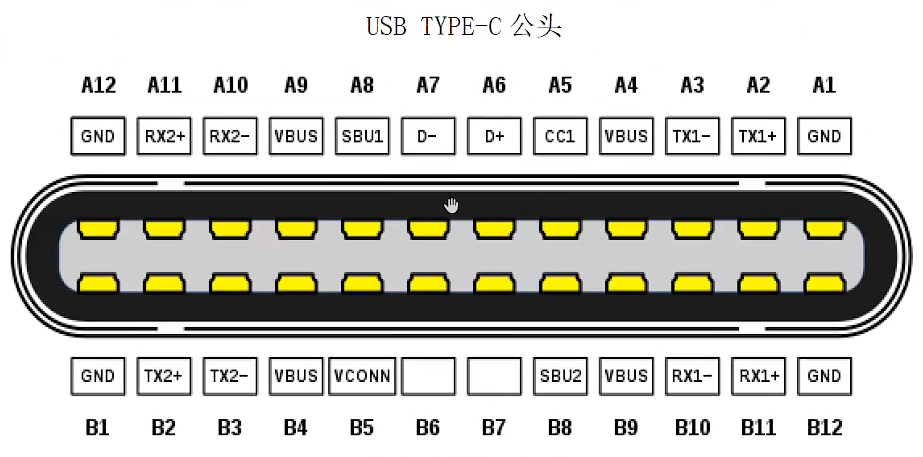 USB TYPE-C 公头
A12 A11 A10 A9 A8 A7 A6 A5 A4 A3 A2 A1
GND RX2+ RX2− VBUS SBU1 D− D+ CC1 VBUS TX1− TX1+ GND
GND TX2+ TX2− VBUS VCONN SBU2 VBUS RX1− RX1+ GND
B1 B2 B3 B4 B5 B6 B7 B8 B9 B10 B11 B12